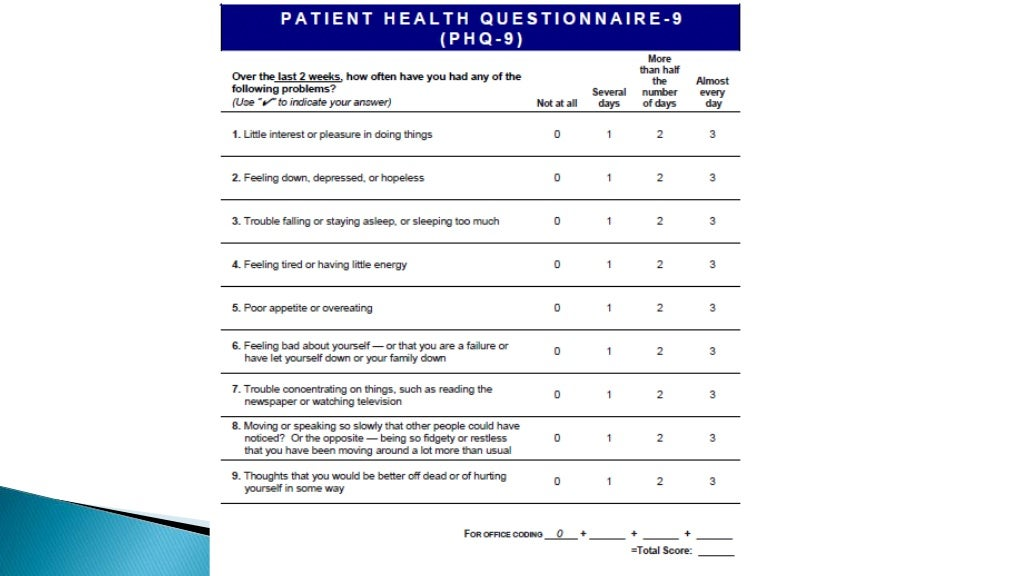 PATIENT HEALTH QUESTIONNAIRE-9
(PHQ-9)
Over the last 2 weeks, how often have you had any of the
following problems?
(Use "✔" to indicate your answer)
Not at all
Several
days
More
than half
the
number
of days
Almost
every
day
1. Little interest or pleasure in doing things 0 1 2 3
2. Feeling down, depressed, or hopeless 0 1 2 3
3. Trouble falling or staying asleep, or sleeping too much 0 1 2 3
4. Feeling tired or having little energy 0 1 2 3
5. Poor appetite or overeating 0 1 2 3
6. Feeling bad about yourself — or that you are a failure or
have let yourself down or your family down 0 1 2 3
7. Trouble concentrating on things, such as reading the
newspaper or watching television 0 1 2 3
8. Moving or speaking so slowly that other people could have
noticed? Or the opposite — being so fidgety or restless
that you have been moving around a lot more than usual 0 1 2 3
9. Thoughts that you would be better off dead or of hurting
yourself in some way 0 1 2 3
FOR OFFICE CODING 0 + ______ + ______ + ______
=Total Score: ______